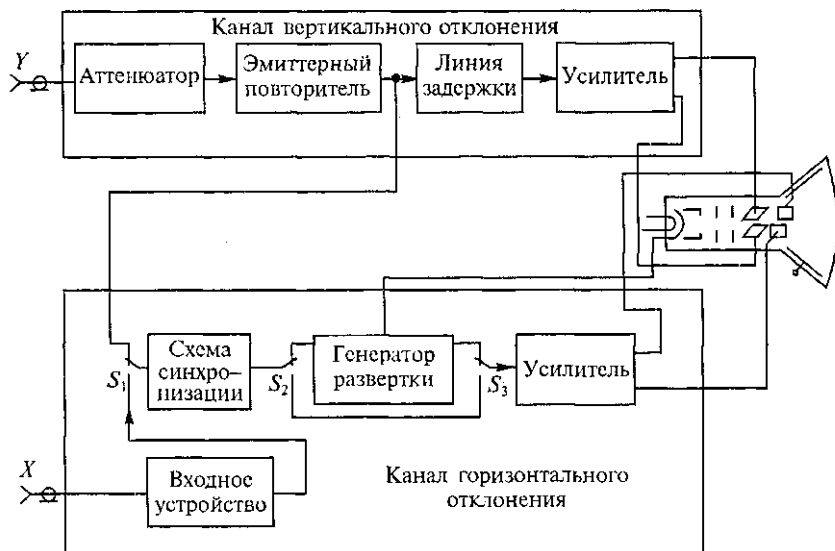 Канал вертикального отклонения
Y
Аттенюатор
Эмиттерный
повторитель
Линия
задержки
Усилитель
S1
Схема
синхро-
низации
S2
Генератор
развертки
S3
Усилитель
X
Входное
устройство
Канал горизонтального
отклонения